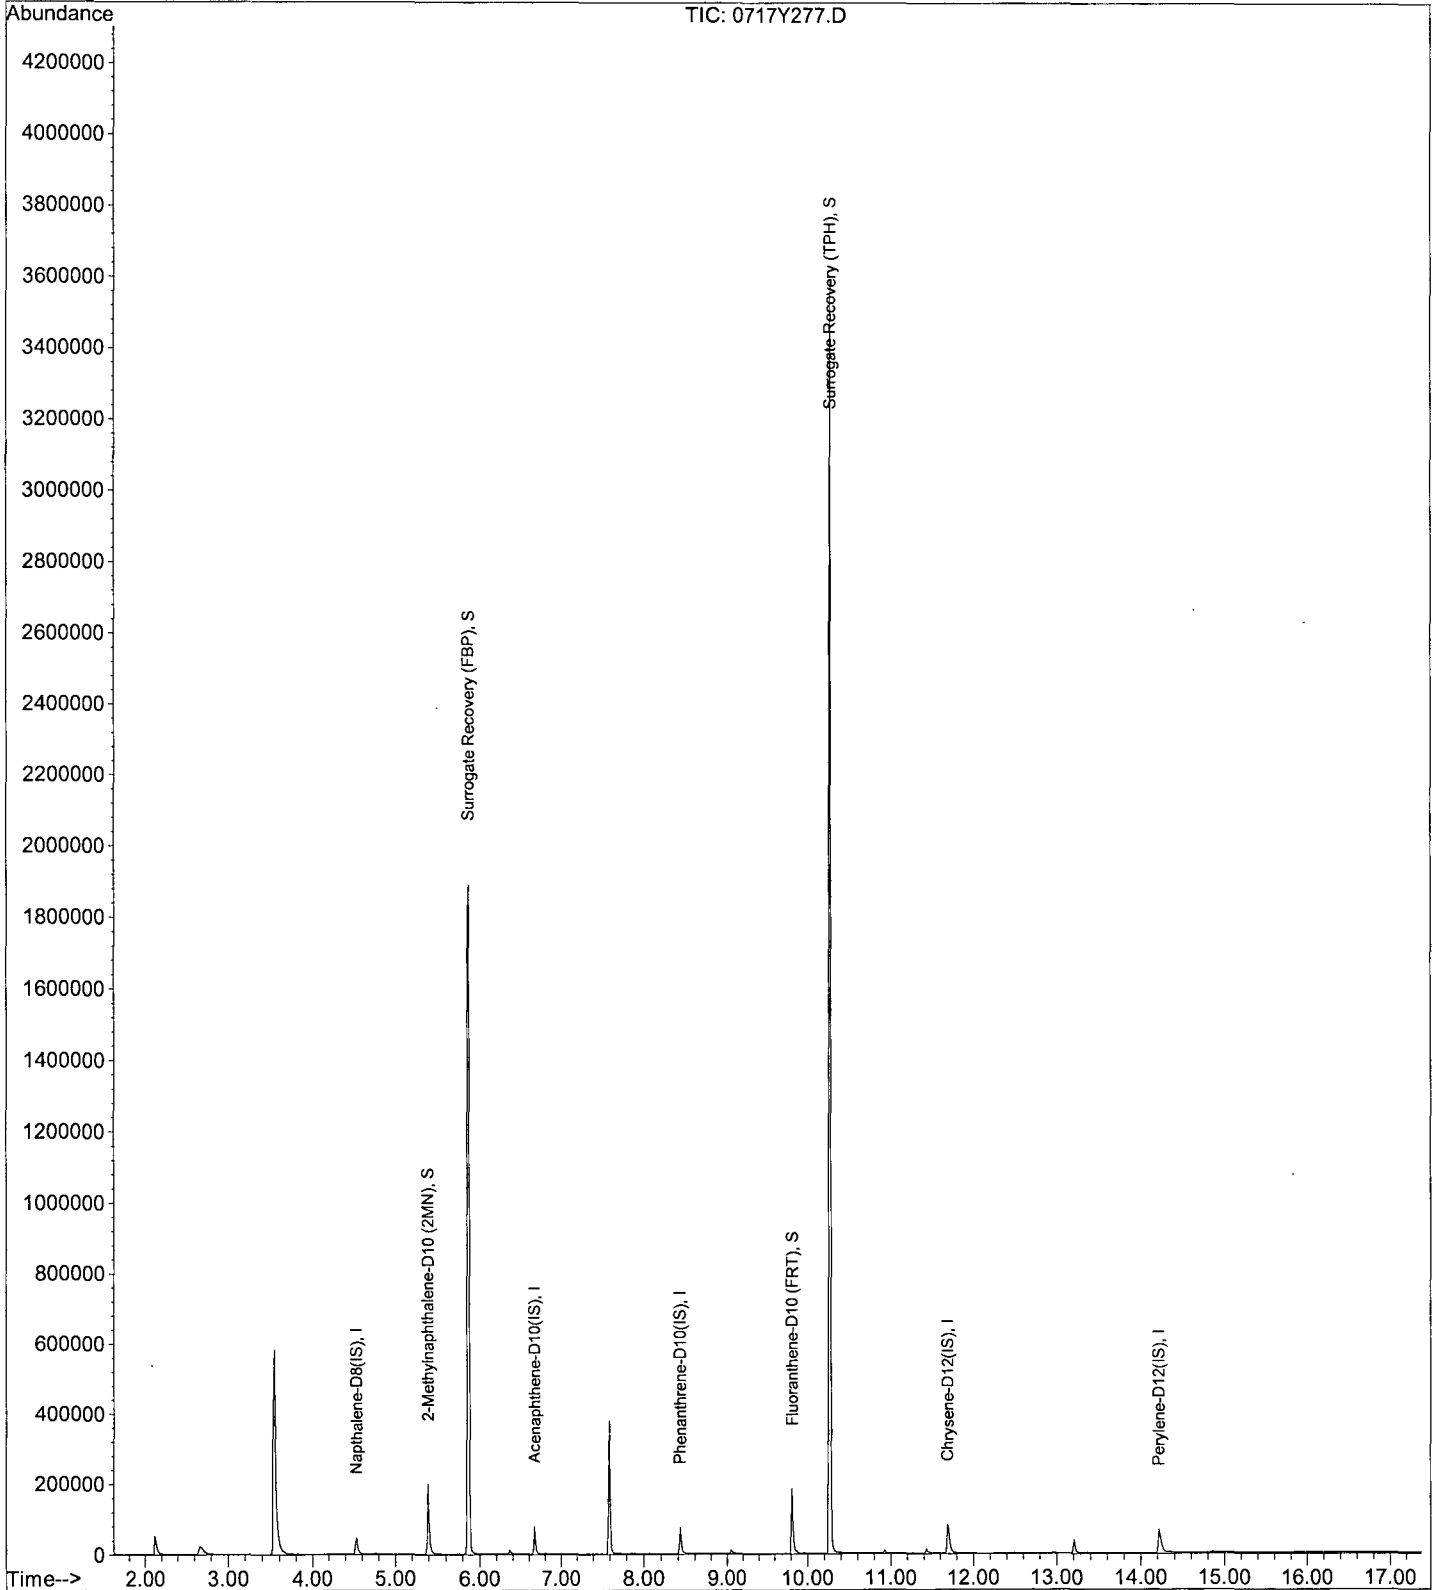 Abundance
TIC: 0717Y277.D
4200000
4000000
3800000
3600000
3400000
3200000
3000000
2800000
2600000
2400000
2200000
2000000
1800000
1600000
1400000
1200000
1000000
800000
600000
400000
200000
0
Napthalene-D8(IS), I
2-Methylnaphthalene-D10 (2MN), S
Surrogate Recovery (FBP), S
Acenaphthene-D10(IS), I
Phenanthrene-D10(IS), I
Fluoranthene-D10 (FRT), S
Surrogate Recovery (TPH), S
Chrysene-D12(IS), I
Perylene-D12(IS), I
Time--> 2.00 3.00 4.00 5.00 6.00 7.00 8.00 9.00 10.00 11.00 12.00 13.00 14.00 15.00 16.00 17.00